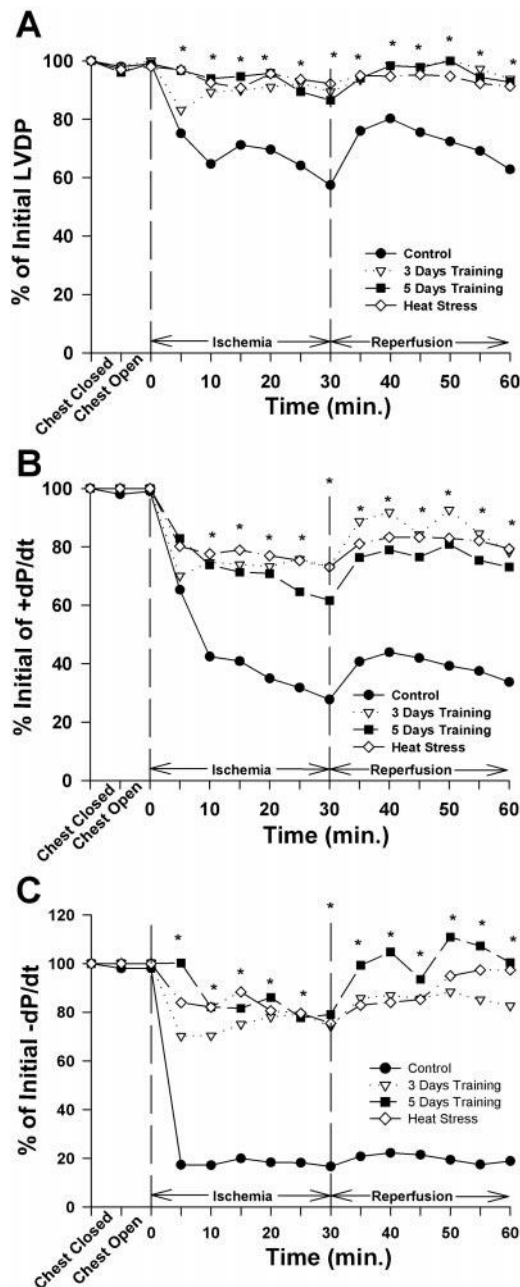 A
% of Initial LVDP
120
100
80
60
40
20
0
* * * * * * * * * * * *
Control
3 Days Training
5 Days Training
Heat Stress
Ischemia
Reperfusion
Chest Closed
Chest Open
0 10 20 30 40 50 60
Time (min.)
B
% Initial of +dP/dt
100
80
60
40
20
0
* * * * * * * * * * *
Control
3 Days Training
5 Days Training
Heat Stress
Ischemia
Reperfusion
Chest Closed
Chest Open
0 10 20 30 40 50 60
Time (min.)
C
% of Initial -dP/dt
120
100
80
60
40
20
0
* * * * * * * * * * * *
Control
3 Days Training
5 Days Training
Heat Stress
Ischemia
Reperfusion
Chest Closed
Chest Open
0 10 20 30 40 50 60
Time (min.)